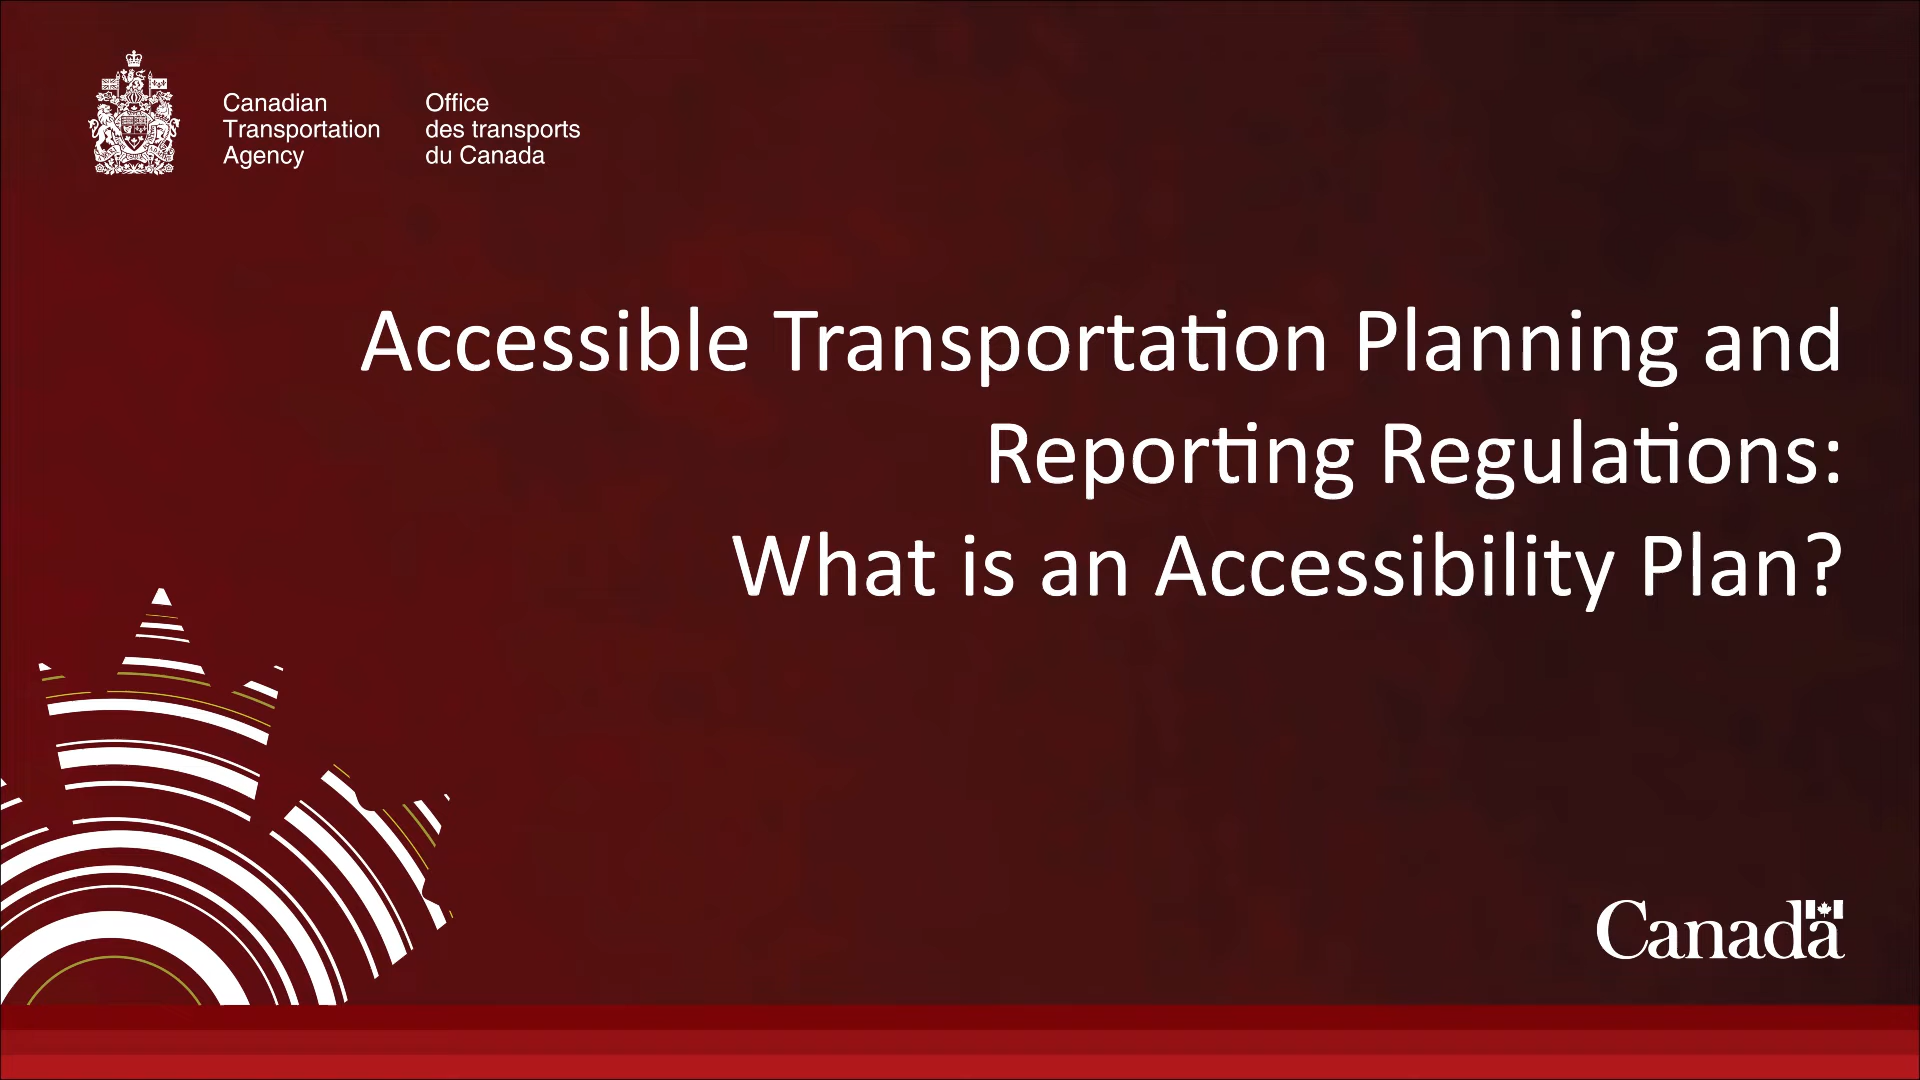 Canadian
Transportation
Agency
Office
des transports
du Canada
Accessible Transportation Planning and
Reporting Regulations:
What is an Accessibility Plan?
Canada